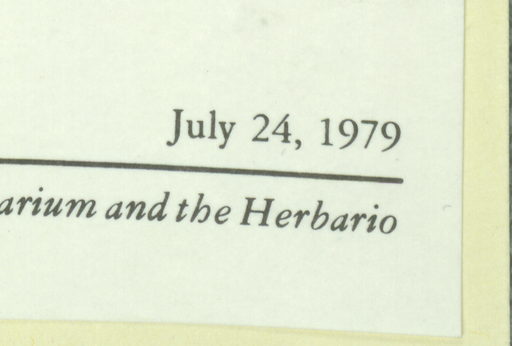 July 24, 1979
arium and the Herbario